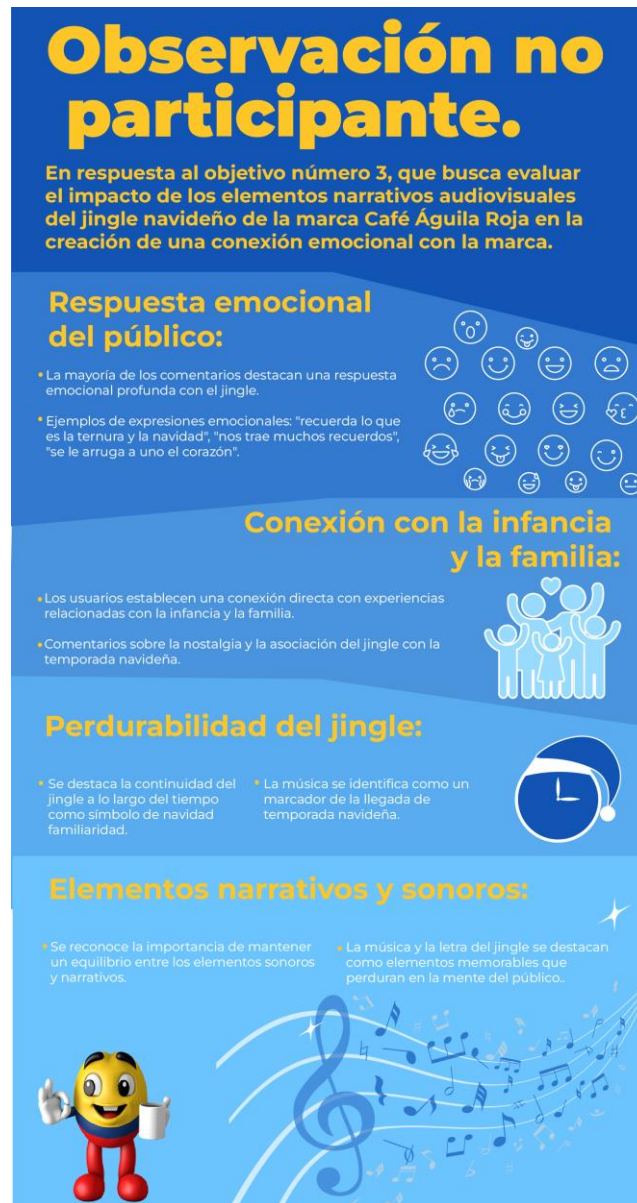 Observación no
participante.
En respuesta al objetivo número 3, que busca evaluar
el impacto de los elementos narrativos audiovisuales
del jingle navideño de la marca Café Águila Roja en la
creación de una conexión emocional con la marca.
Respuesta emocional
del público:
• La mayoría de los comentarios destacan una respuesta
emocional profunda con el jingle.
• Ejemplos de expresiones emocionales: "recuerda lo que
es la ternura y la navidad", "nos trae muchos recuerdos",
"se le arruga a uno el corazón".
Conexión con la infancia
y la familia:
• Los usuarios establecen una conexión directa con experiencias
relacionadas con la infancia y la familia.
• Comentarios sobre la nostalgia y la asociación del jingle con la
temporada navideña.
Perdurabilidad del jingle:
• Se destaca la continuidad del
jingle a lo largo del tiempo
como símbolo de navidad
familiaridad.
• La música se identifica como un
marcador de la llegada de
temporada navideña.
Elementos narrativos y sonoros:
• Se reconoce la importancia de mantener
un equilibrio entre los elementos sonoros
y narrativos.
• La música y la letra del jingle se destacan
como elementos memorables que
perduran en la mente del público..